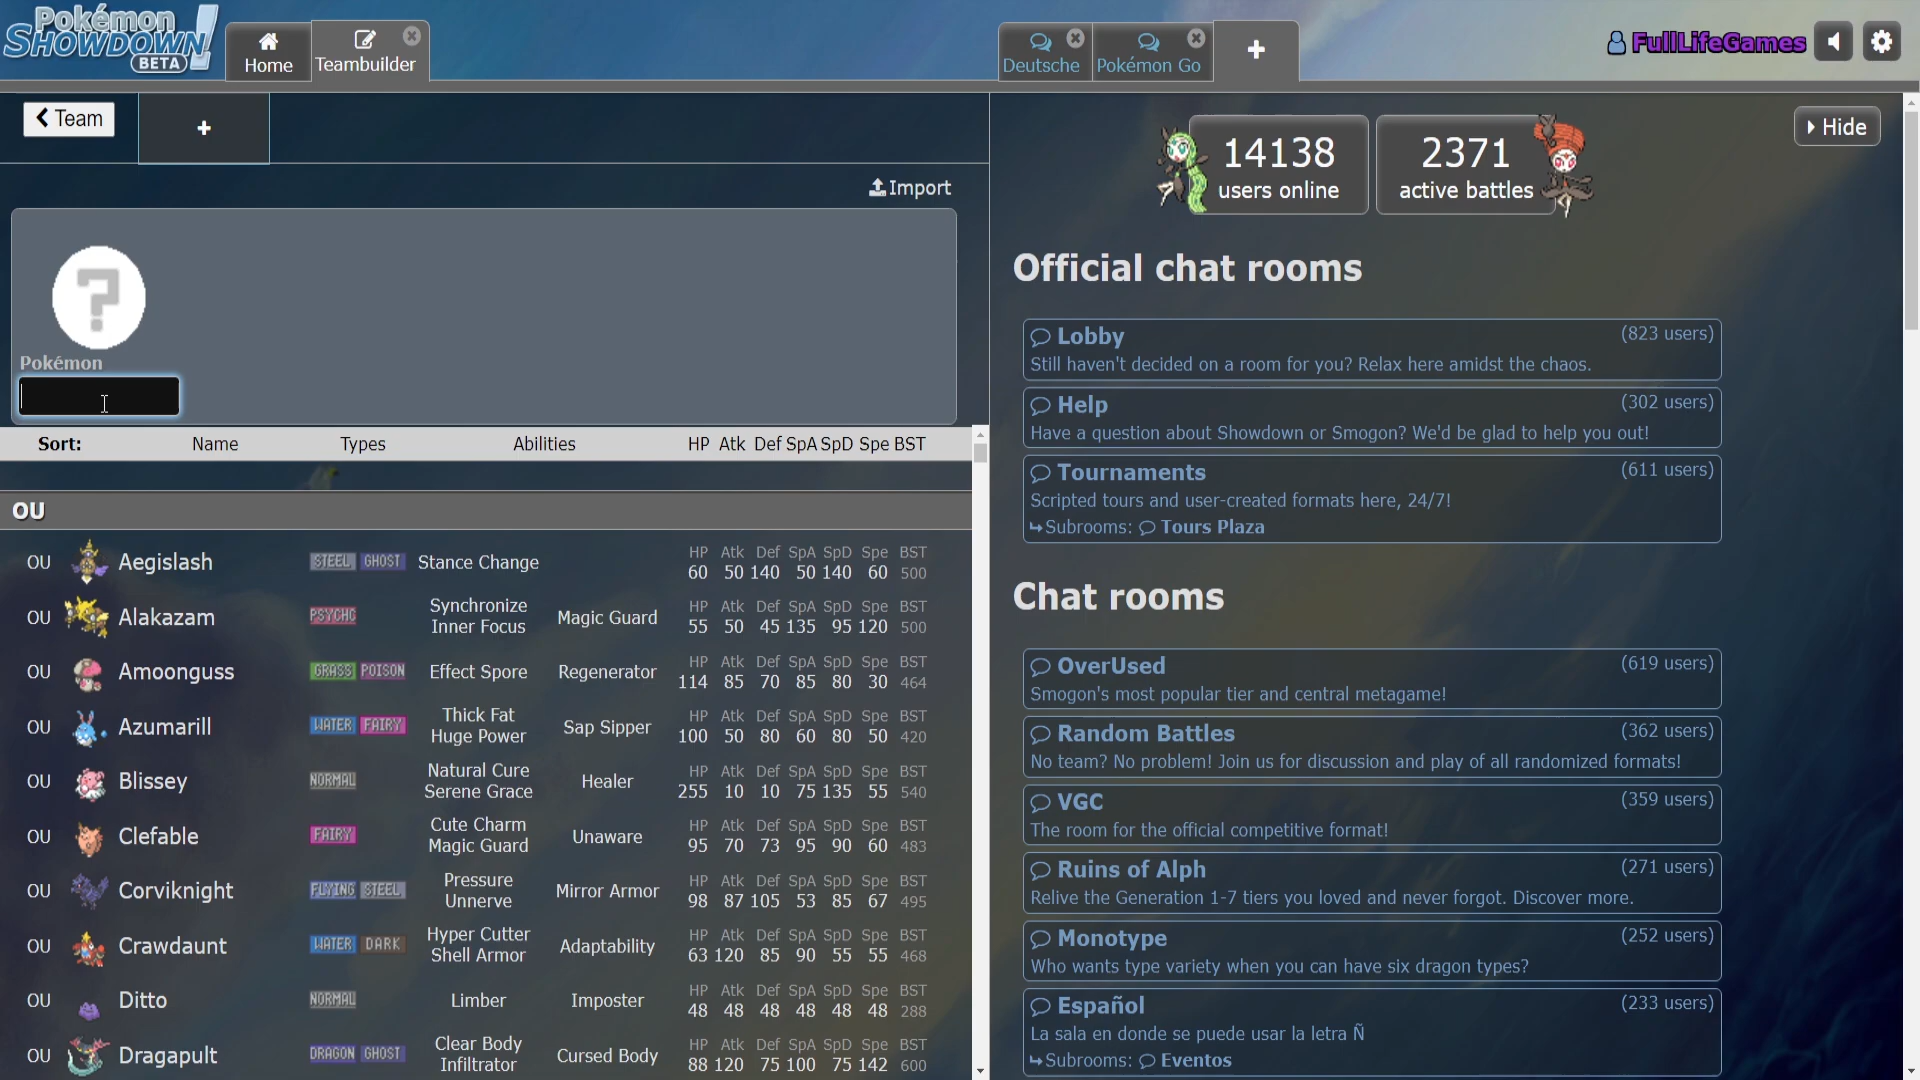 Pokémon
SHOWDOWN!
BETA
Home
Teambuilder
Deutsche
Pokémon Go
+
FullLifeGames
Team
+
Import
Pokémon
Sort: Name Types Abilities HP Atk Def SpA SpD Spe BST
OU
OU Aegislash STEEL GHOST Stance Change HP 60 Atk 50 Def 140 SpA 50 SpD 140 Spe 60 BST 500
OU Alakazam PSYCHC Synchronize Inner Focus Magic Guard HP 55 Atk 50 Def 45 SpA 135 SpD 95 Spe 120 BST 500
OU Amoonguss GRASS POISON Effect Spore Regenerator HP 114 Atk 85 Def 70 SpA 85 SpD 80 Spe 30 BST 464
OU Azumarill WATER FAIRY Thick Fat Huge Power Sap Sipper HP 100 Atk 50 Def 80 SpA 60 SpD 80 Spe 50 BST 420
OU Blissey NORMAL Natural Cure Serene Grace Healer HP 255 Atk 10 Def 10 SpA 75 SpD 135 Spe 55 BST 540
OU Clefable FAIRY Cute Charm Magic Guard Unaware HP 95 Atk 70 Def 73 SpA 95 SpD 90 Spe 60 BST 483
OU Corviknight FLYING STEEL Pressure Unnerve Mirror Armor HP 98 Atk 87 Def 105 SpA 53 SpD 85 Spe 67 BST 495
OU Crawdaunt WATER DARK Hyper Cutter Shell Armor Adaptability HP 63 Atk 120 Def 85 SpA 90 SpD 55 Spe 55 BST 468
OU Ditto NORMAL Limber Imposter HP 48 Atk 48 Def 48 SpA 48 SpD 48 Spe 48 BST 288
OU Dragapult DRAGON GHOST Clear Body Infiltrator Cursed Body HP 88 Atk 120 Def 75 SpA 100 SpD 75 Spe 142 BST 600
14138
users online
2371
active battles
Hide
Official chat rooms
Lobby (823 users)
Still haven't decided on a room for you? Relax here amidst the chaos.
Help (302 users)
Have a question about Showdown or Smogon? We'd be glad to help you out!
Tournaments (611 users)
Scripted tours and user-created formats here, 24/7!
↳Subrooms: Tours Plaza
Chat rooms
OverUsed (619 users)
Smogon's most popular tier and central metagame!
Random Battles (362 users)
No team? No problem! Join us for discussion and play of all randomized formats!
VGC (359 users)
The room for the official competitive format!
Ruins of Alph (271 users)
Relive the Generation 1-7 tiers you loved and never forgot. Discover more.
Monotype (252 users)
Who wants type variety when you can have six dragon types?
Español (233 users)
La sala en donde se puede usar la letra Ñ
↳Subrooms: Eventos